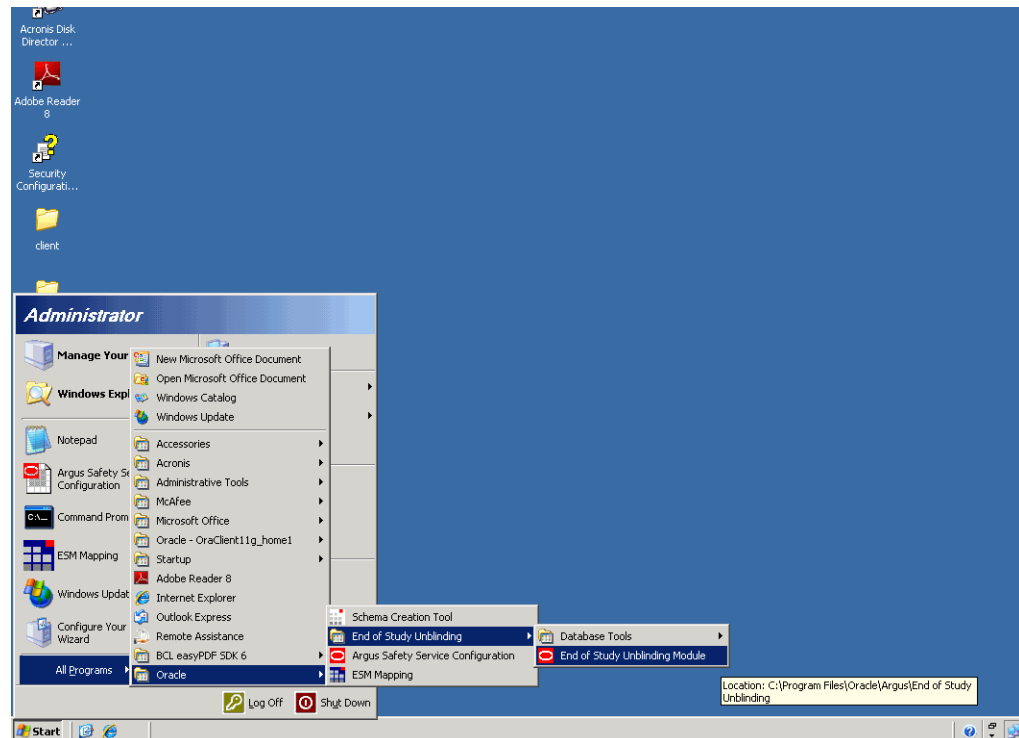 Acronis Disk
Director ...
Adobe Reader
8
Security
Configurati...
client
Administrator
Manage Your
Windows Expl
Notepad
Argus Safety Se
Configuration
C:\_
Command Prom
ESM Mapping
Windows Updat
Configure Your
Wizard
All Programs
New Microsoft Office Document
Open Microsoft Office Document
Windows Catalog
Windows Update
Accessories
Acronis
Administrative Tools
McAfee
Microsoft Office
Oracle - OraClient11g_home1
Startup
Adobe Reader 8
Internet Explorer
Outlook Express
Remote Assistance
BCL easyPDF SDK 6
Oracle
Schema Creation Tool
End of Study Unblinding
Argus Safety Service Configuration
ESM Mapping
Database Tools
End of Study Unblinding Module
Location: C:\Program Files\Oracle\Argus\End of Study
Unblinding
Log Off
Shut Down
Start